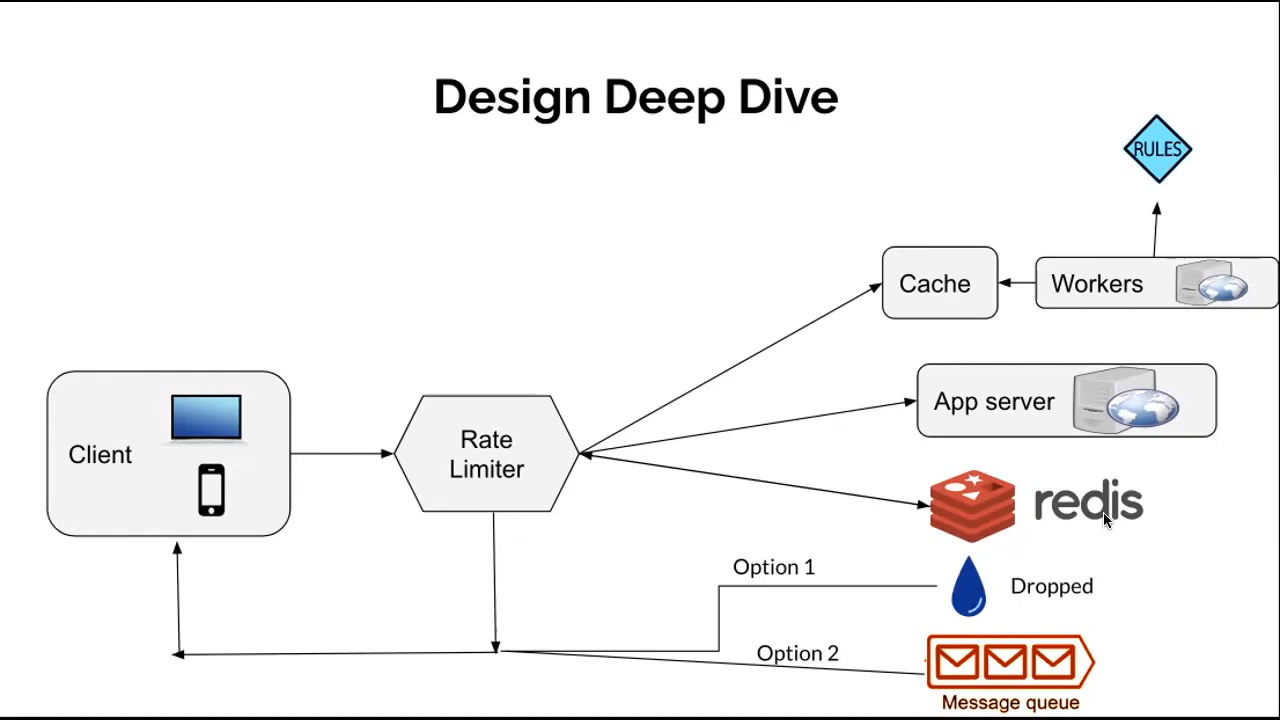 Design Deep Dive
RULES
Cache
Workers
App server
Client
Rate
Limiter
redis
Option 1
Dropped
Option 2
Message queue